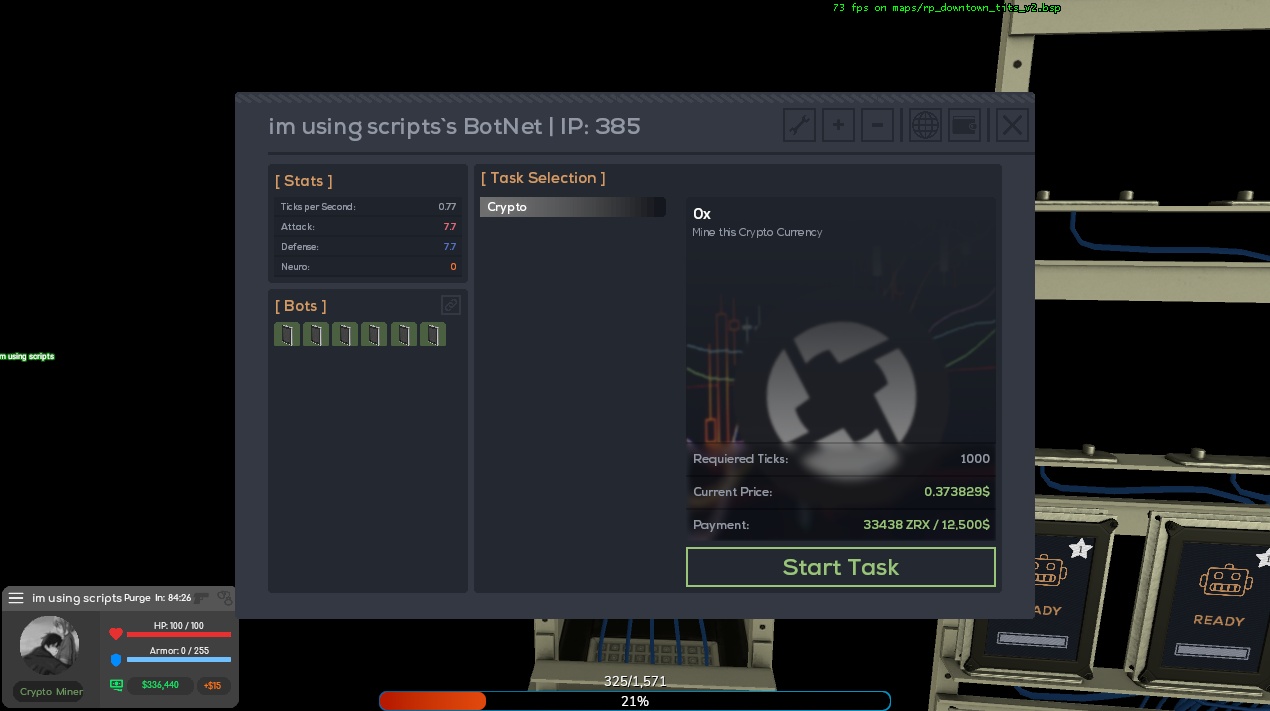 73 fps on maps/rp_downtown_tits_v2.bsp
im using scripts`s BotNet | IP: 385
[ Stats ]
Ticks per Second: 0.77
Attack: 7.7
Defense: 7.7
Neuro: 0
[ Bots ]
[ Task Selection ]
Crypto
0x
Mine this Crypto Currency
Requiered Ticks: 1000
Current Price: 0.373829$
Payment: 33438 ZRX / 12,500$
Start Task
m using scripts
im using scripts Purge In: 84:26
HP: 100 / 100
Armor: 0 / 255
Crypto Miner
$336,440 +$15
325/1,571
21%
1
ADY
1
READY